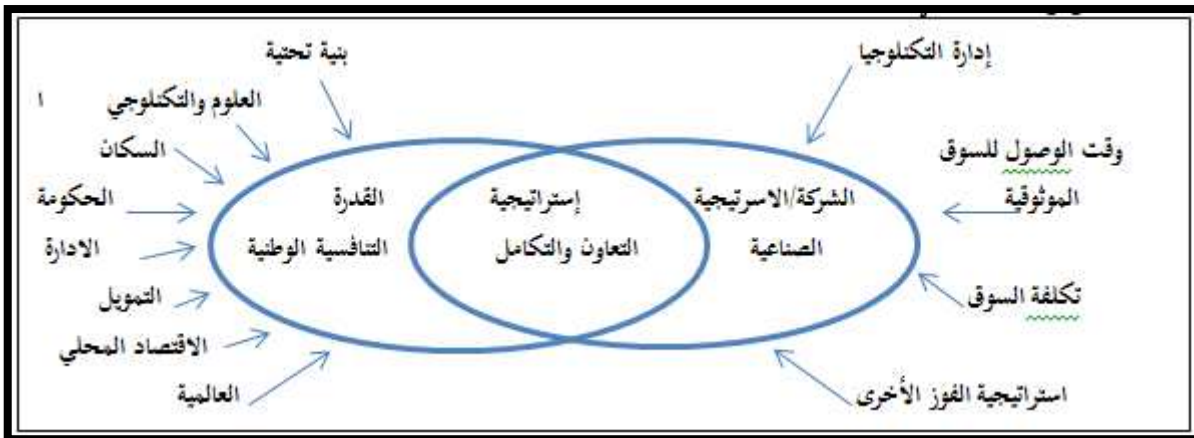 بنية تحتية
إدارة التكنلوجيا
العلوم والتكنلوجي
ا
السكان
الحكومة
الادارة
التمويل
الاقتصاد المحلي
العالمية
القدرة
التنافسية الوطنية
إستراتيجية
التعاون والتكامل
الشركة/الاسرتيجية
الصناعية
وقت الوصول للسوق
الموثوقية
تكلفة السوق
استراتيجية الفوز الأخرى